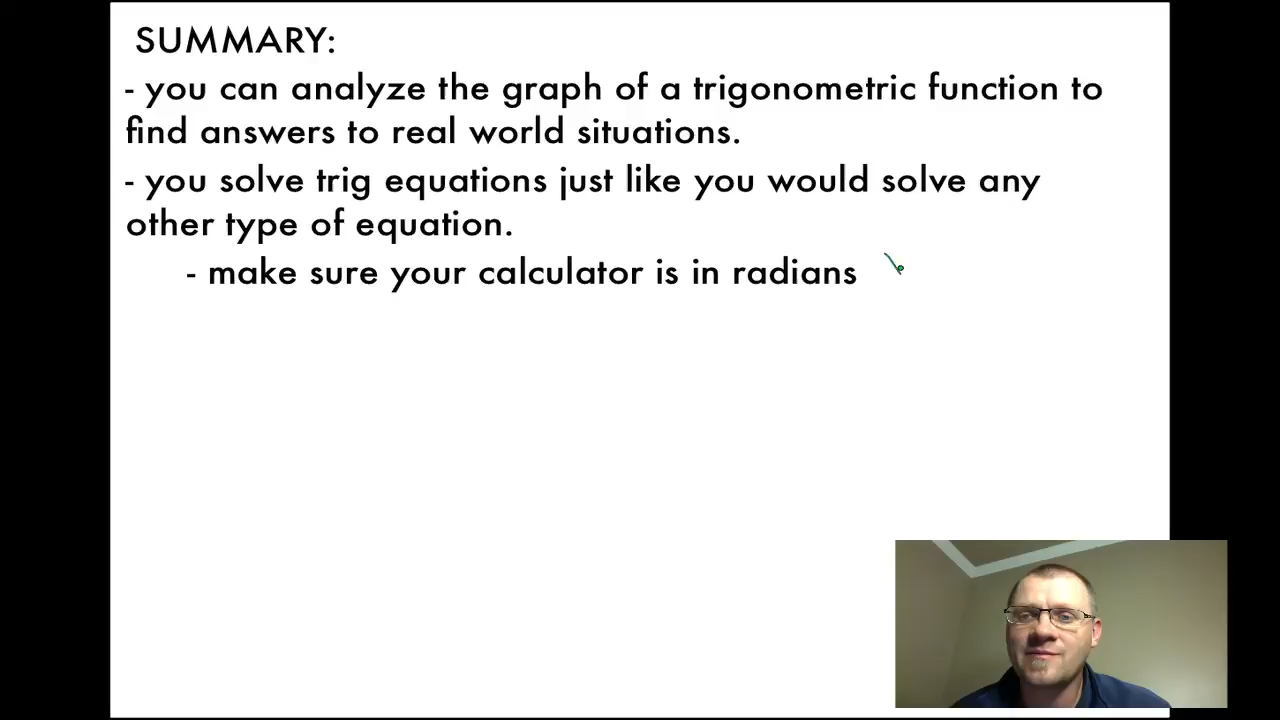 SUMMARY:
- you can analyze the graph of a trigonometric function to
find answers to real world situations.
- you solve trig equations just like you would solve any
other type of equation.
- make sure your calculator is in radians